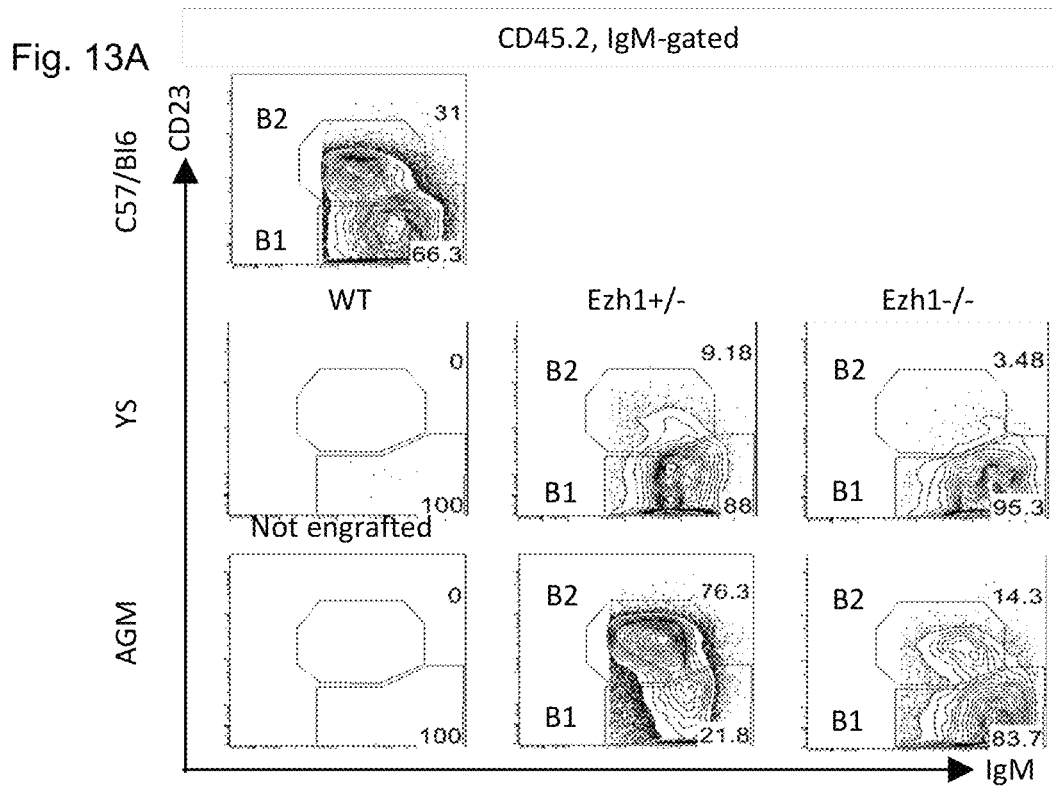 Fig. 13A
CD45.2, IgM-gated
CD23
C57/Bl6
B2
31
B1
66.3
WT
Ezh1+/-
Ezh1-/-
YS
0
100
B2
9.18
B1
88
B2
3.48
B1
95.3
Not engrafted
AGM
0
100
B2
76.3
B1
21.8
B2
14.3
B1
83.7
IgM